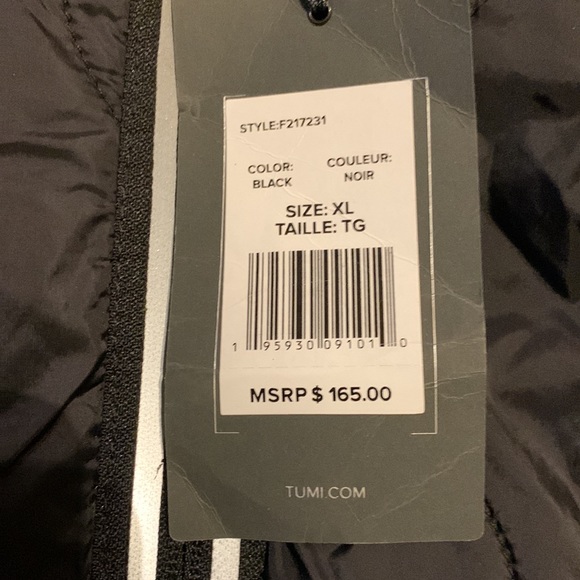 STYLE:F217231
COLOR: COULEUR:
BLACK NOIR
SIZE: XL
TAILLE: TG
1 95930 09101 0
MSRP $ 165.00
TUMI.COM